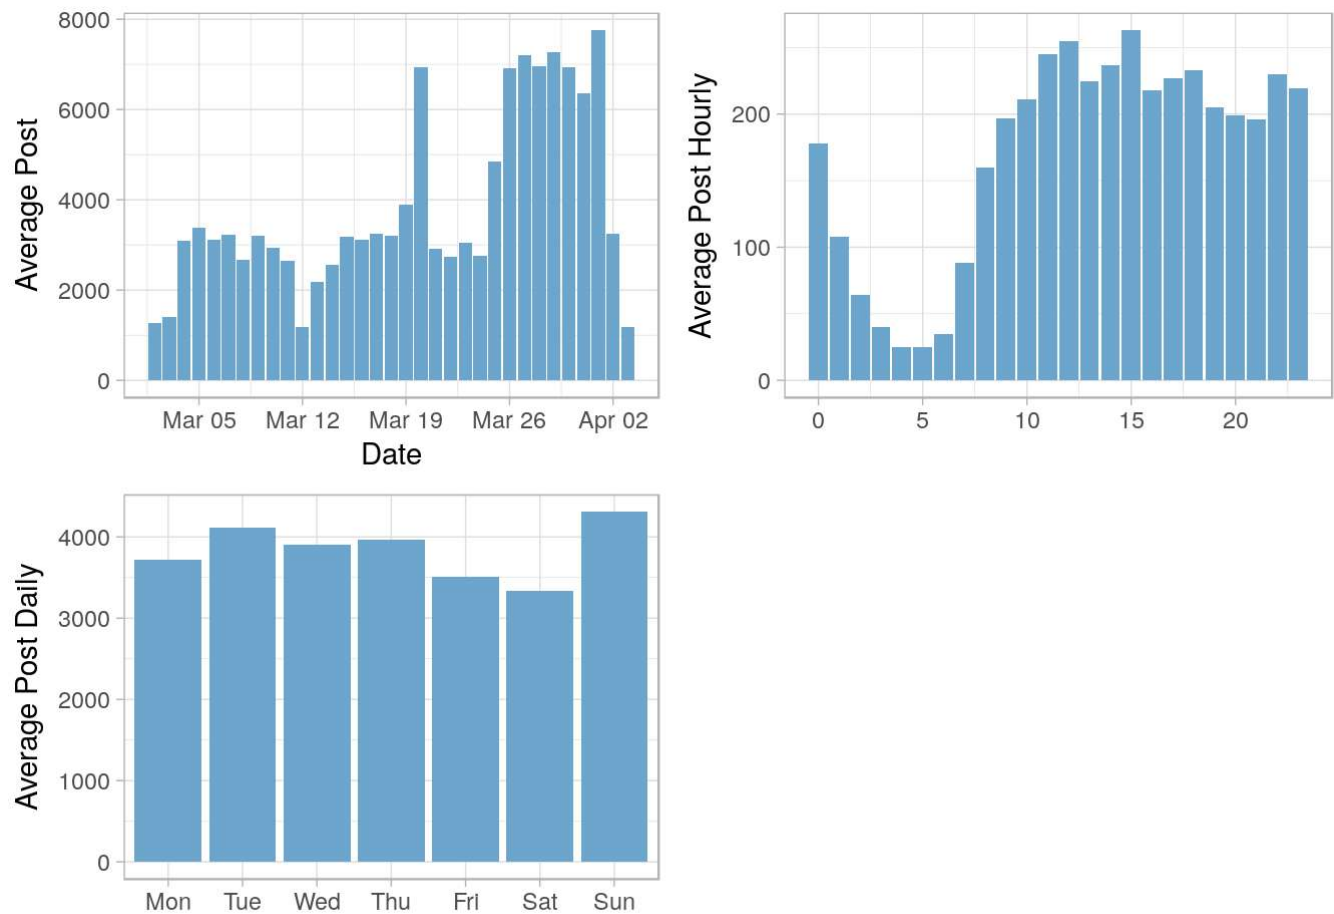 Average Post
8000
6000
4000
2000
0
Mar 05 Mar 12 Mar 19 Mar 26 Apr 02
Date
Average Post Hourly
200
100
0
0 5 10 15 20
Average Post Daily
4000
3000
2000
1000
0
Mon Tue Wed Thu Fri Sat Sun